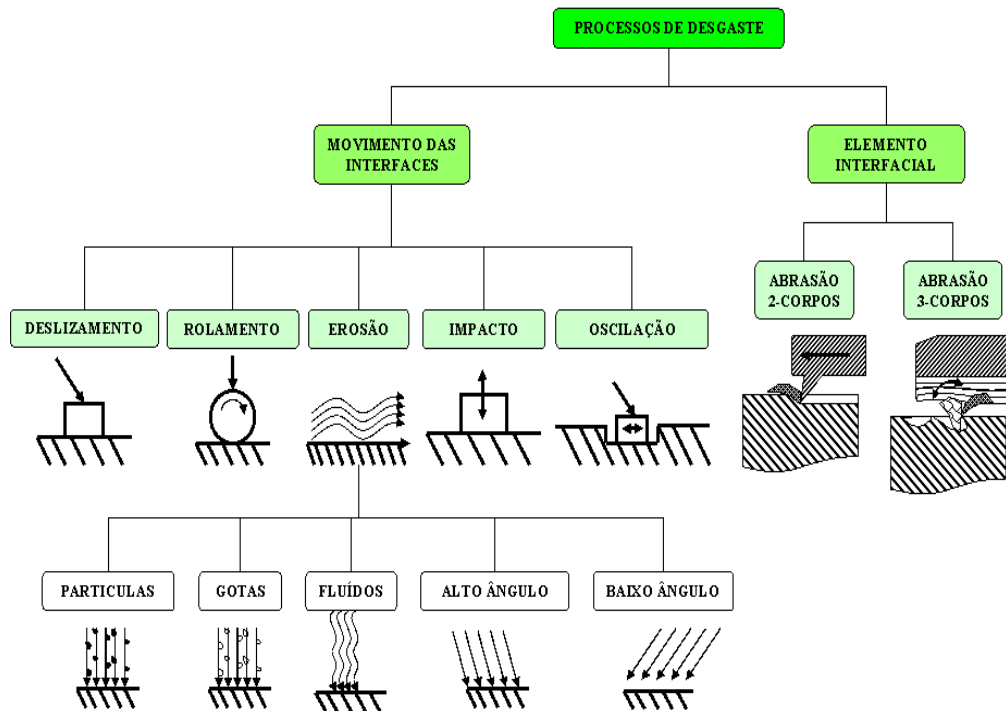 PROCESSOS DE DESGASTE
MOVIMENTO DAS
INTERFACES
ELEMENTO
INTERFACIAL
ABRASÃO
2-CORPOS
ABRASÃO
3-CORPOS
DESLIZAMENTO
ROLAMENTO
EROSÃO
IMPACTO
OSCILAÇÃO
PARTICULAS
GOTAS
FLUÍDOS
ALTO ÂNGULO
BAIXO ÂNGULO